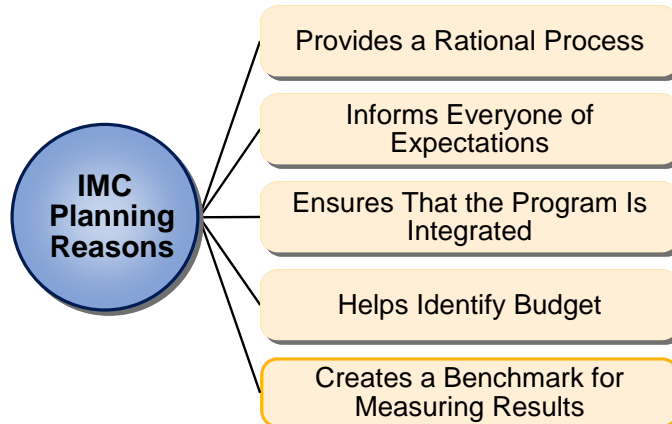 IMC
Planning
Reasons
Provides a Rational Process
Informs Everyone of
Expectations
Ensures That the Program Is
Integrated
Helps Identify Budget
Creates a Benchmark for
Measuring Results